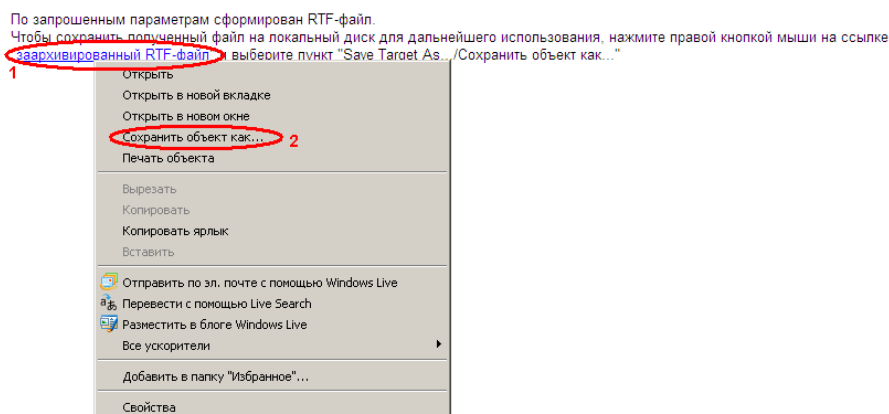 По запрошенным параметрам сформирован RTF-файл.
Чтобы сохранить полученный файл на локальный диск для дальнейшего использования, нажмите правой кнопкой мыши на ссылке
заархивированный RTF-файл и выберите пункт "Save Target As.../Сохранить объект как..."
1
Открыть
Открыть в новой вкладке
Открыть в новом окне
Сохранить объект как... 2
Печать объекта
Вырезать
Копировать
Копировать ярлык
Вставить
Отправить по эл. почте с помощью Windows Live
Перевести с помощью Live Search
Разместить в блоге Windows Live
Все ускорители
Добавить в папку "Избранное"...
Свойства